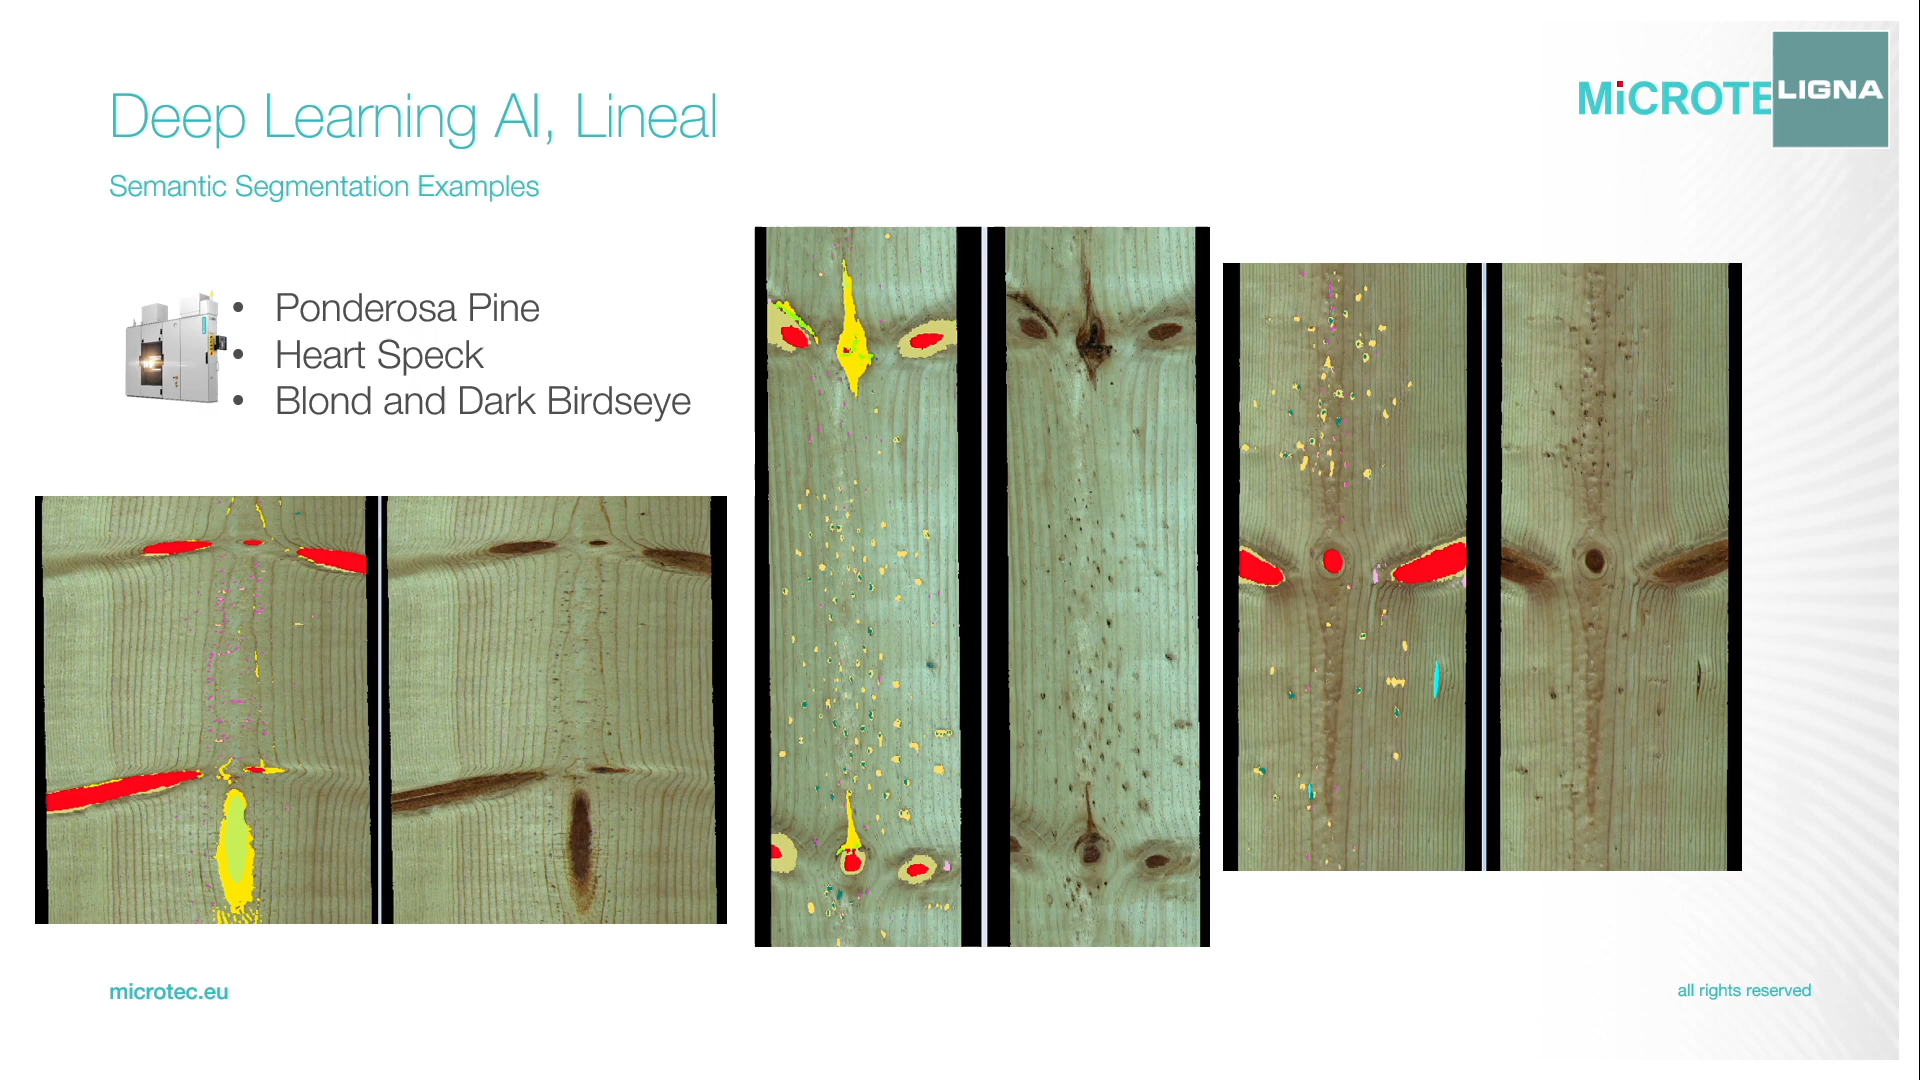 Deep Learning AI, Lineal
MiCROTE
LIGNA
Semantic Segmentation Examples
• Ponderosa Pine
• Heart Speck
• Blond and Dark Birdseye
microtec.eu
all rights reserved